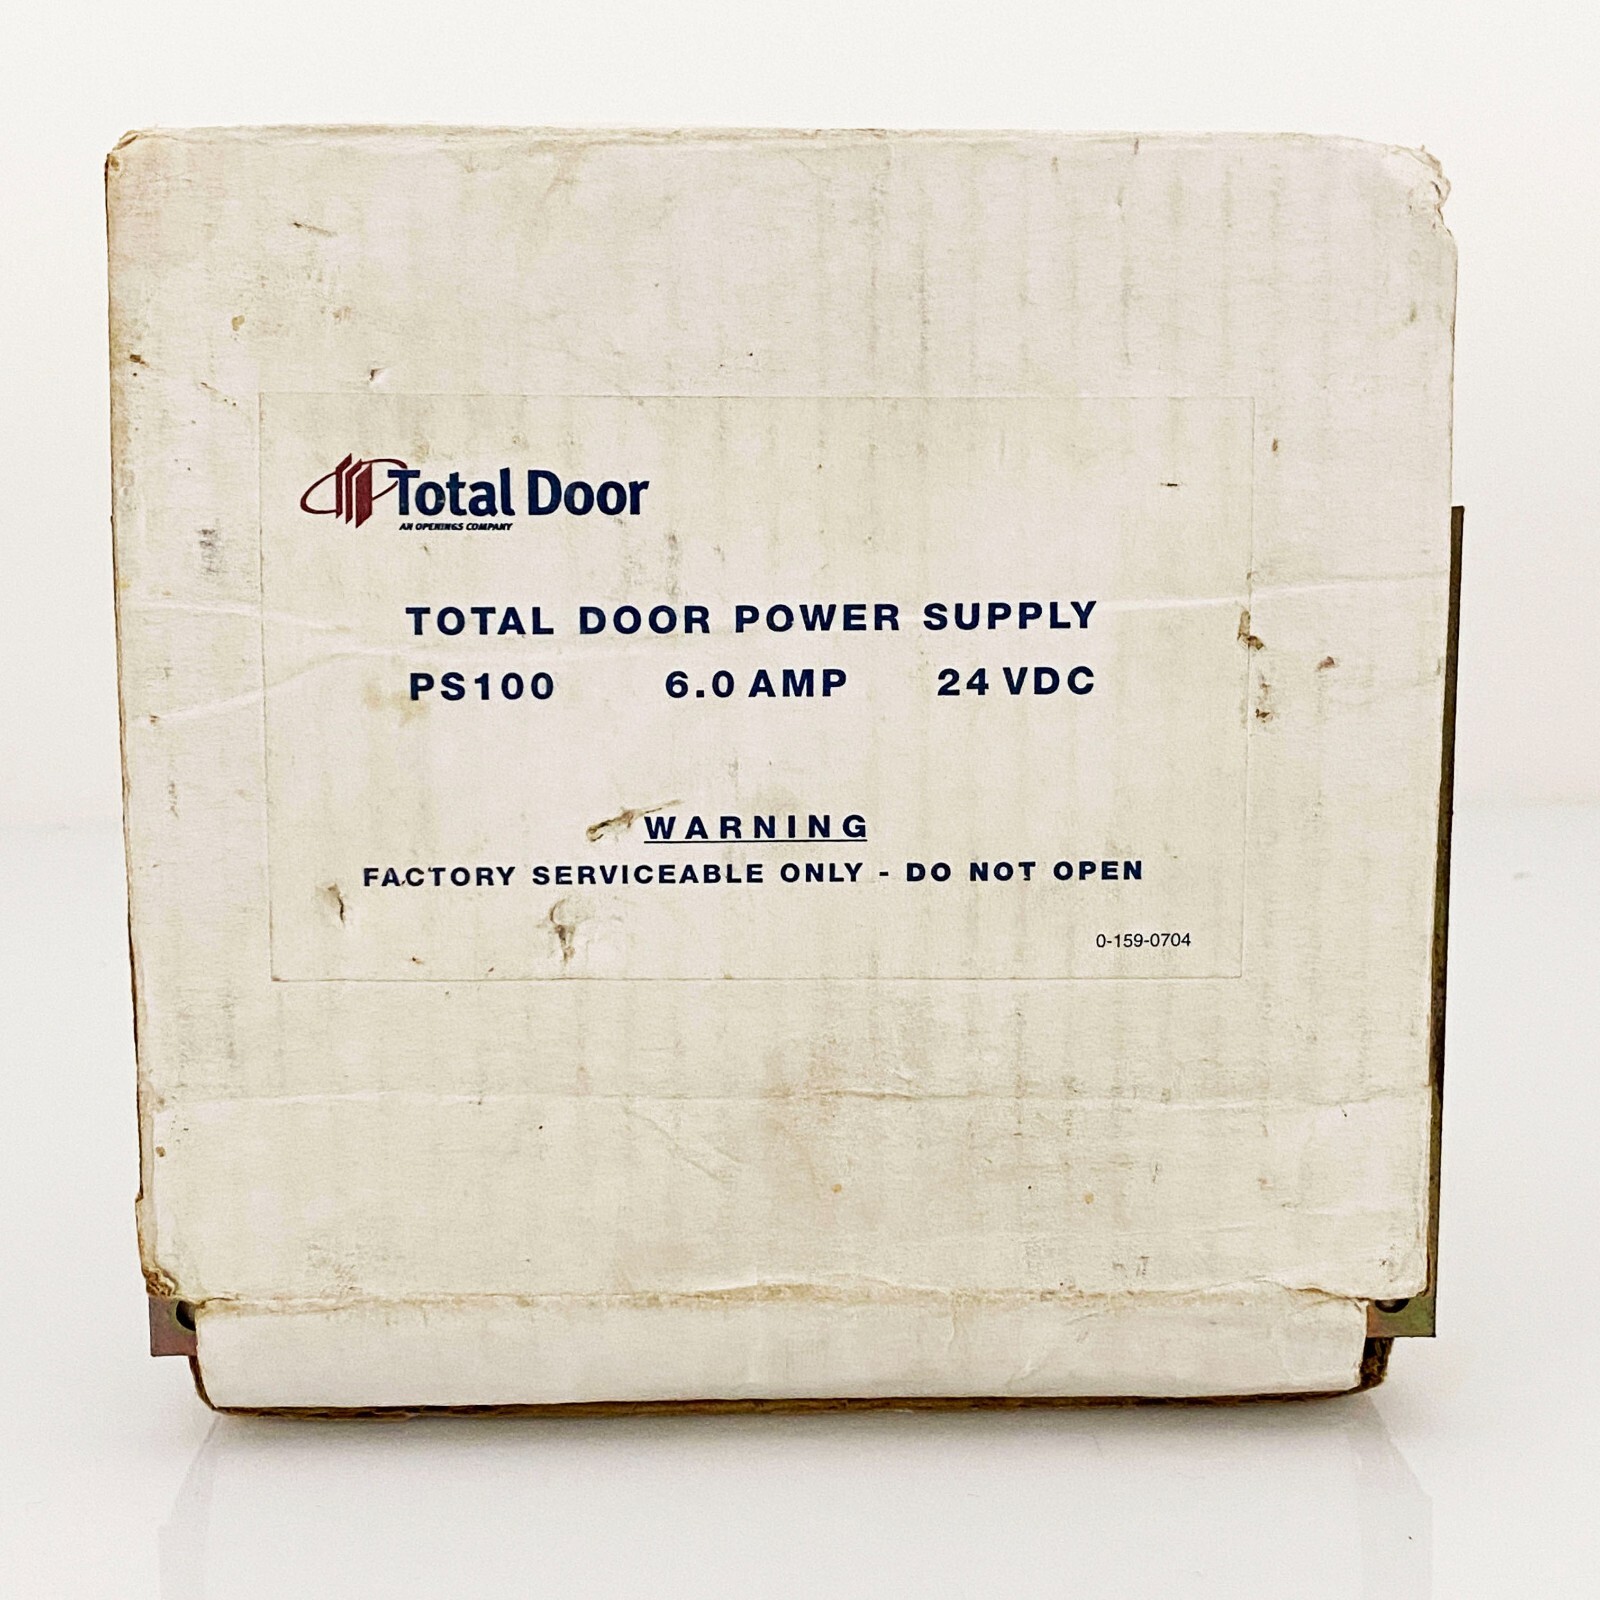 Total Door
AN OPENINGS COMPANY
TOTAL DOOR POWER SUPPLY
PS100 6.0 AMP 24 VDC
WARNING
FACTORY SERVICEABLE ONLY - DO NOT OPEN
0-159-0704